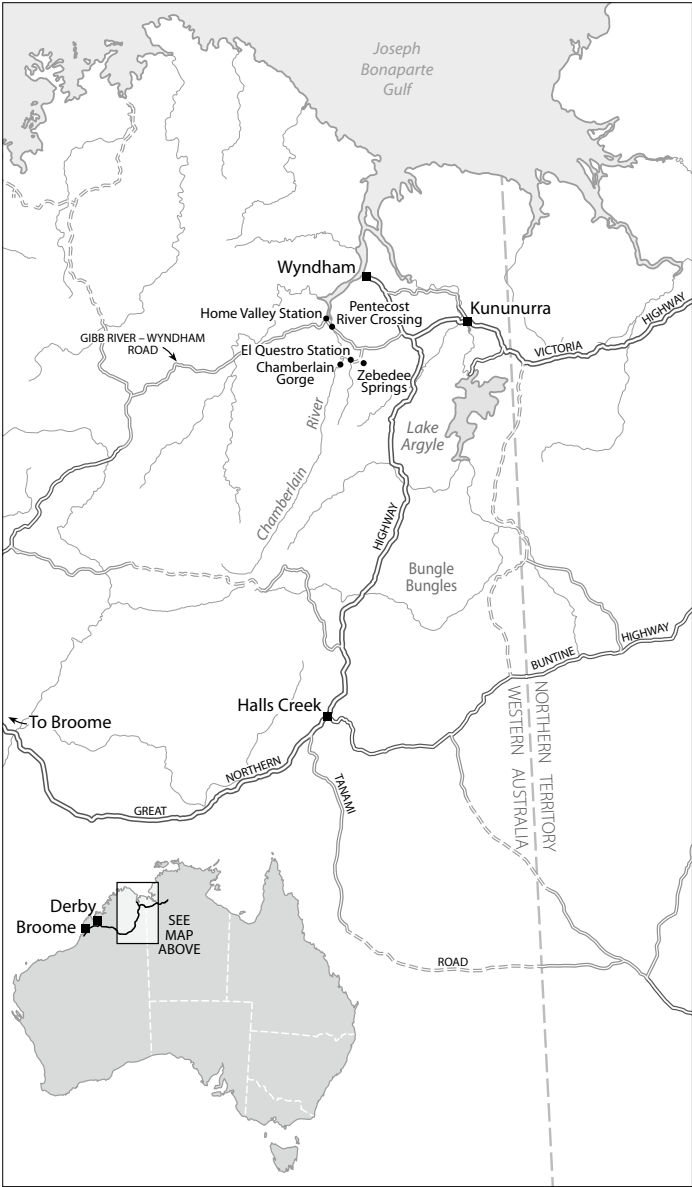 Joseph
Bonaparte
Gulf
Wyndham
Home Valley Station
Pentecost
River Crossing
Kununurra
HIGHWAY
VICTORIA
GIBB RIVER – WYNDHAM
ROAD
El Questro Station
Chamberlain
Gorge
Zebedee
Springs
Lake
Argyle
Chamberlain River
HIGHWAY
Bungle
Bungles
HIGHWAY
BUNTINE
Halls Creek
NORTHERN TERRITORY
WESTERN AUSTRALIA
To Broome
NORTHERN
GREAT
TANAMI
ROAD
Derby
Broome
SEE
MAP
ABOVE